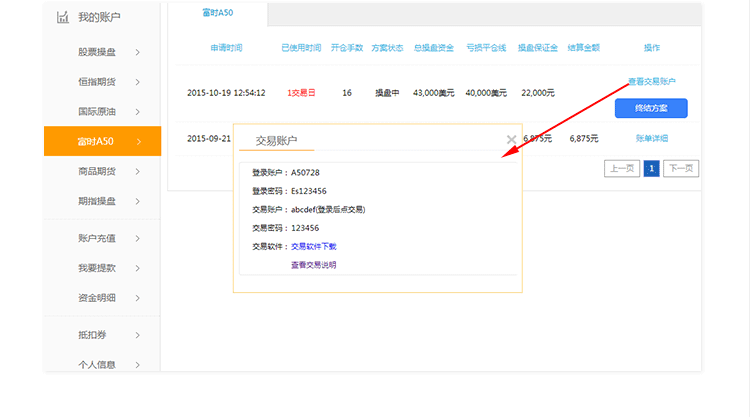 我的账户
股票操盘
恒指期货
国际原油
富时A50
商品期货
期指操盘
账户充值
我要提款
资金明细
抵扣券
个人信息
富时A50
申请时间 已使用时间 开仓手数 方案状态 总操盘资金 亏损平仓线 操盘保证金 结算金额 操作
查看交易账户
2015-10-19 12:54:12 1交易日 16 操盘中 43,000美元 40,000美元 22,000元
终结方案
2015-09-21 6,875元 6,875元 账单详细
上一页 1 下一页
交易账户
登录账户： A50728
登录密码： Es123456
交易账户： abcdef(登录后点交易)
交易密码： 123456
交易软件： 交易软件下载
查看交易说明